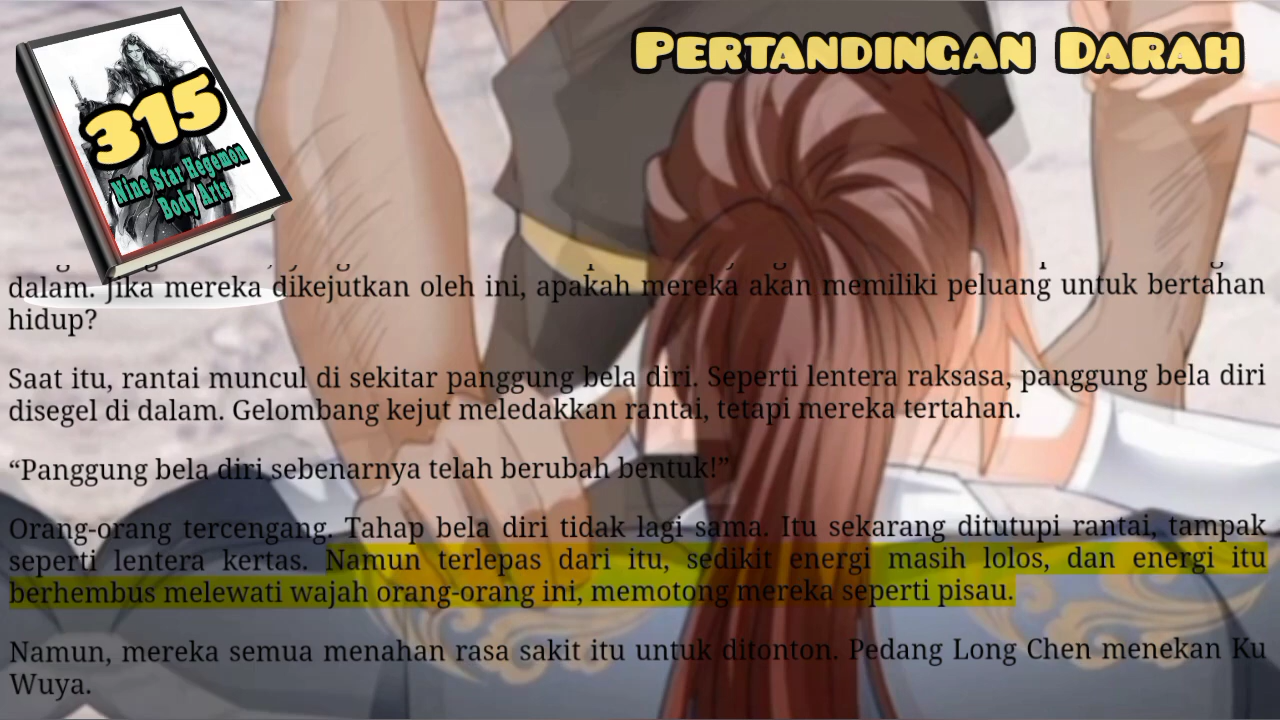 PERTANDINGAN DARAH
315
Nine Star Hegemon
Body Arts
dalam. Jika mereka dikejutkan oleh ini, apakah mereka akan memiliki peluang untuk bertahan
hidup?
Saat itu, rantai muncul di sekitar panggung bela diri. Seperti lentera raksasa, panggung bela diri
disegel di dalam. Gelombang kejut meledakkan rantai, tetapi mereka tertahan.
“Panggung bela diri sebenarnya telah berubah bentuk!”
Orang-orang tercengang. Tahap bela diri tidak lagi sama. Itu sekarang ditutupi rantai, tampak
seperti lentera kertas. Namun terlepas dari itu, sedikit energi masih lolos, dan energi itu
berhembus melewati wajah orang-orang ini, memotong mereka seperti pisau.
Namun, mereka semua menahan rasa sakit itu untuk ditonton. Pedang Long Chen menekan Ku
Wuya.